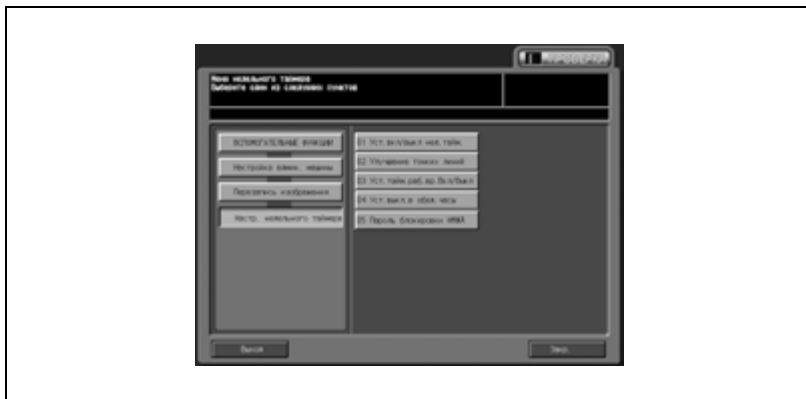 ПРОВЕРКА
Меню недельного таймера
Выберите один из следующих пунктов
ВСПОМОГАТЕЛЬНЫЕ ФУНКЦИИ
Настройка админ. машины
Перезапись изображения
Настр. недельного таймера
01 Уст.вкл/выкл нед.тайм.
02 Улучшение тонких линий
03 Уст.тайм.раб.вр.Вкл/Выкл
04 Уст.выкл.в обед.часы
05 Пароль блокировки
Выход
Закр.